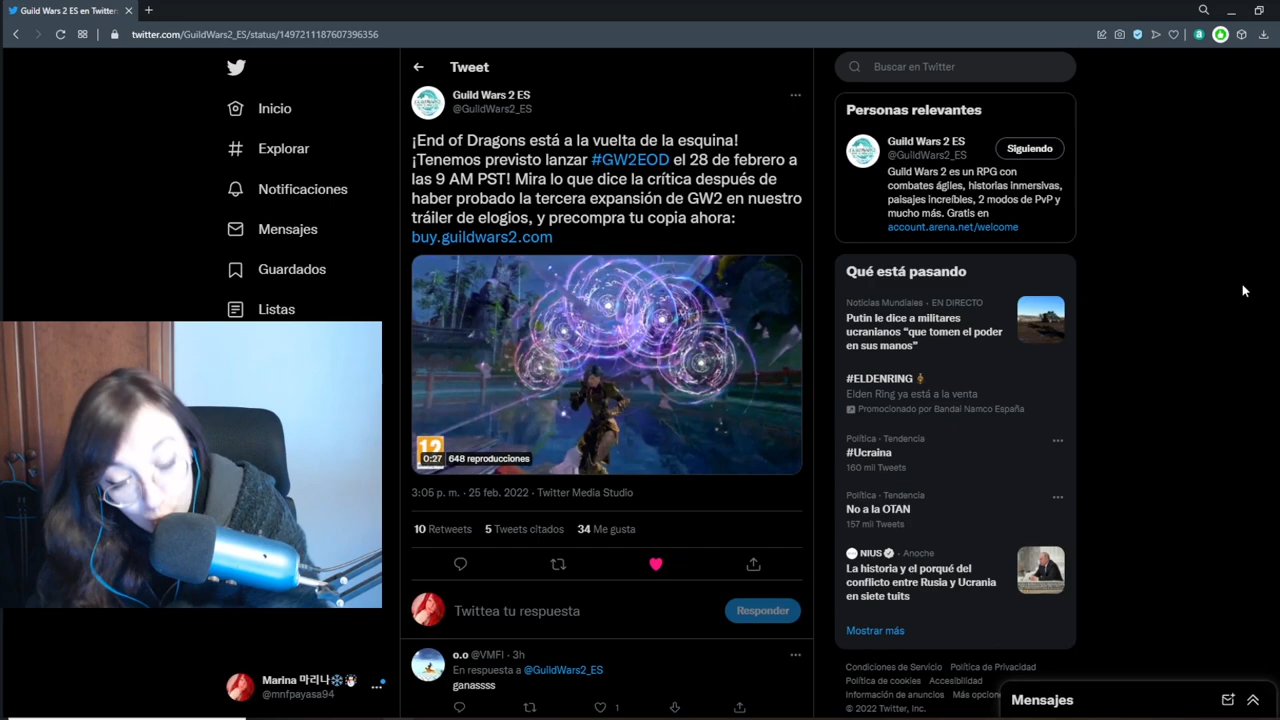 Guild Wars 2 ES en Twitter:
twitter.com/GuildWars2_ES/status/1497211187607396356
Inicio
Explorar
Notificaciones
Mensajes
Guardados
Listas
Marina 마리나❄️☃️
@mnfpayasa94
Tweet
Guild Wars 2 ES
@GuildWars2_ES
¡End of Dragons está a la vuelta de la esquina!
¡Tenemos previsto lanzar #GW2EOD el 28 de febrero a
las 9 AM PST! Mira lo que dice la crítica después de
haber probado la tercera expansión de GW2 en nuestro
tráiler de elogios, y precompra tu copia ahora:
buy.guildwars2.com
12
0:27 648 reproducciones
3:05 p. m. · 25 feb. 2022 · Twitter Media Studio
10 Retweets 5 Tweets citados 34 Me gusta
Twittea tu respuesta
Responder
o.o @VMFl · 3h
En respuesta a @GuildWars2_ES
ganassss
1
Buscar en Twitter
Personas relevantes
Guild Wars 2 ES
@GuildWars2_ES
Siguiendo
Guild Wars 2 es un RPG con
combates ágiles, historias inmersivas,
paisajes increíbles, 2 modos de PvP y
mucho más. Gratis en
account.arena.net/welcome
Qué está pasando
Noticias Mundiales · EN DIRECTO
Putin le dice a militares
ucranianos “que tomen el poder
en sus manos”
#ELDENRING
Elden Ring ya está a la venta
Promocionado por Bandai Namco España
Política · Tendencia
#Ucraina
160 mil Tweets
Política · Tendencia
No a la OTAN
157 mil Tweets
NIUS · Anoche
La historia y el porqué del
conflicto entre Rusia y Ucrania
en siete tuits
Mostrar más
Condiciones de Servicio Política de Privacidad
Política de cookies Accesibilidad
Información de anuncios Más opcion
© 2022 Twitter, Inc.
Mensajes